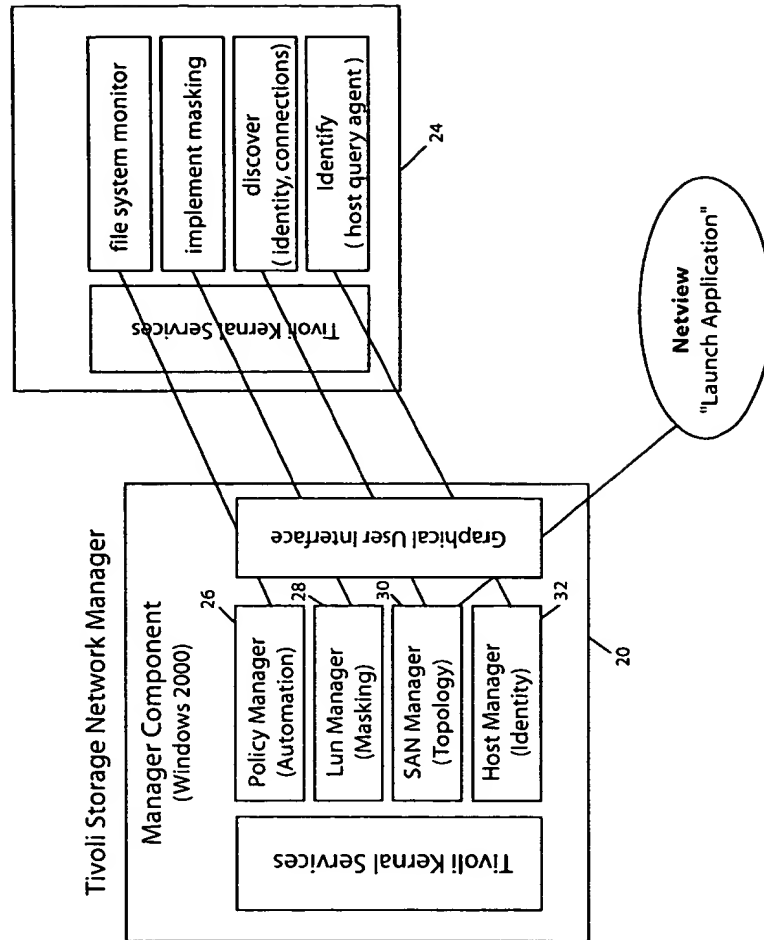 Tivoli Storage Network Manager
Manager Component
(Windows 2000)
Tivoli Kernal Services
Policy Manager
(Automation)
26
Lun Manager
(Masking)
28
SAN Manager
(Topology)
30
Host Manager
(Identity)
32
Graphical User Interface
20
Tivoli Kernal Services
file system monitor
implement masking
discover
( identity, connections)
Identify
( host query agent )
24
Netview
"Launch Application"